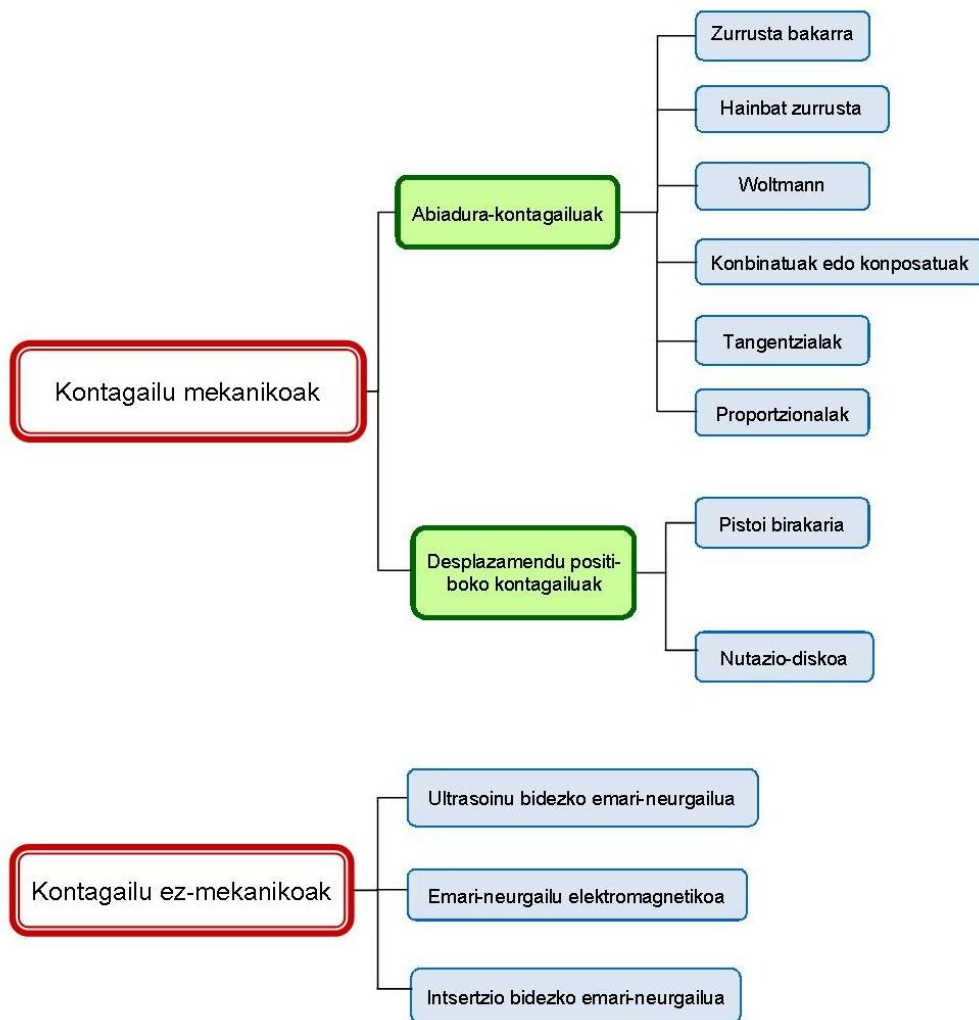 Kontagailu mekanikoak
Abiadura-kontagailuak
Zurrusta bakarra
Hainbat zurrusta
Woltmann
Konbinatuak edo konposatuak
Tangentzialak
Proportzionalak
Desplazamendu positi-
boko kontagailuak
Pistoi birakaria
Nutazio-diskoa
Kontagailu ez-mekanikoak
Ultrasoinu bidezko emari-neurgailua
Emari-neurgailu elektromagnetikoa
Intsertzio bidezko emari-neurgailua